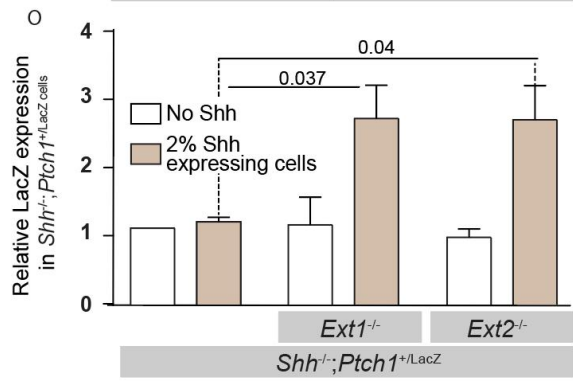 O
Relative LacZ expression
in Shh-/-;Ptch1+/LacZ cells
4
3
2
1
0
0.04
0.037
No Shh
2% Shh
expressing cells
Ext1-/-
Ext2-/-
Shh-/-;Ptch1+/LacZ